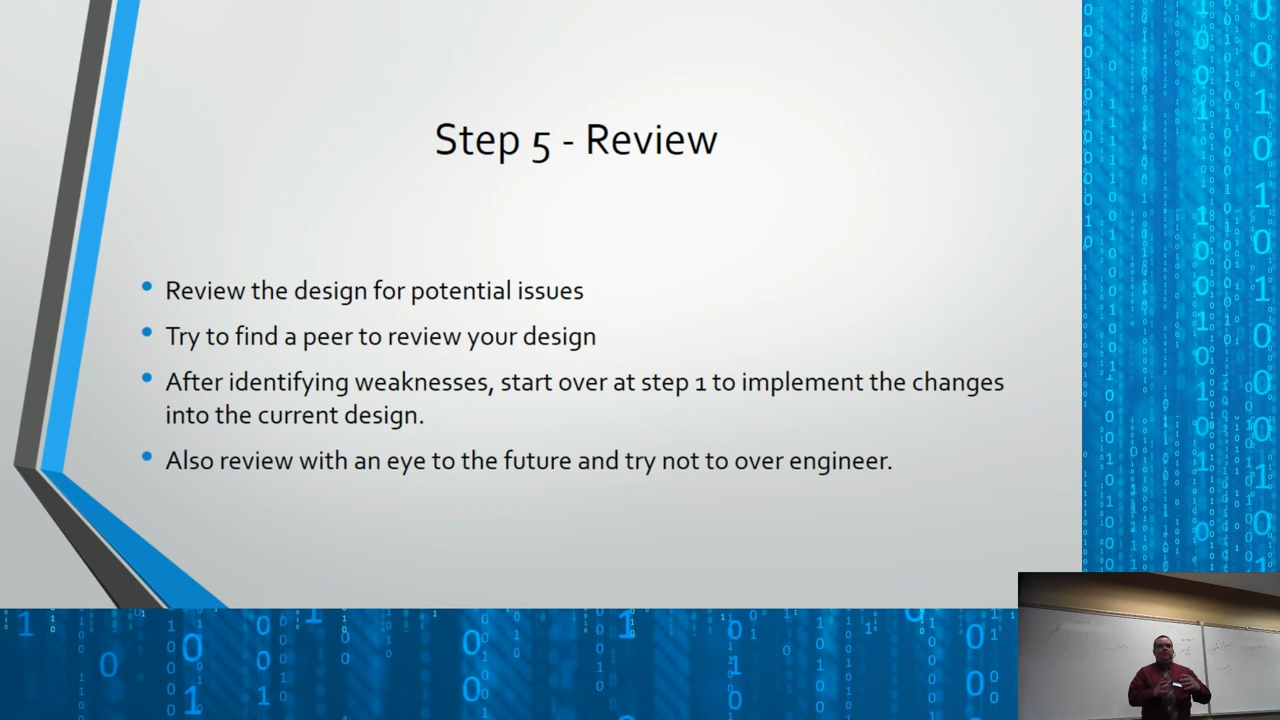 Step 5 - Review
• Review the design for potential issues
• Try to find a peer to review your design
• After identifying weaknesses, start over at step 1 to implement the changes
into the current design.
• Also review with an eye to the future and try not to over engineer.